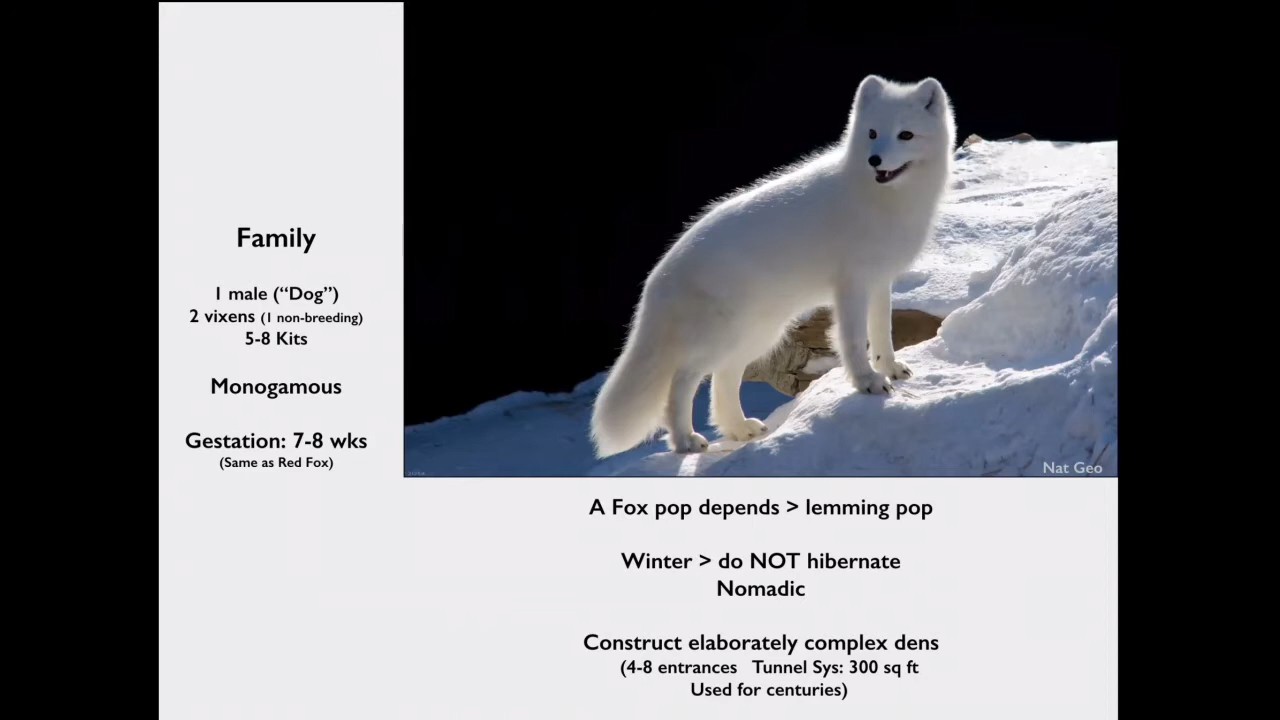 Family
1 male (“Dog”)
2 vixens (1 non-breeding)
5-8 Kits
Monogamous
Gestation: 7-8 wks
(Same as Red Fox)
Nat Geo
A Fox pop depends > lemming pop
Winter > do NOT hibernate
Nomadic
Construct elaborately complex dens
(4-8 entrances   Tunnel Sys: 300 sq ft
Used for centuries)